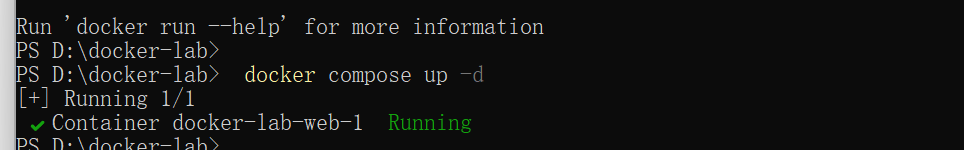 Run 'docker run --help' for more information
PS D:\docker-lab>
PS D:\docker-lab>  docker compose up -d
[+] Running 1/1
✔ Container docker-lab-web-1  Running
PS D:\docker-lab>